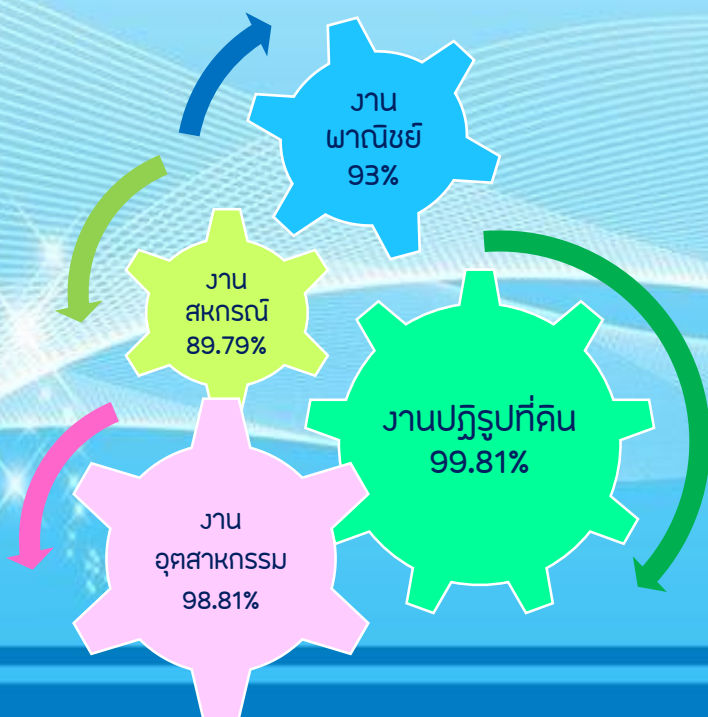 งาน
พาณิชย์
93%
งาน
สหกรณ์
89.79%
งานปฏิรูปที่ดิน
99.81%
งาน
อุตสาหกรรม
98.81%